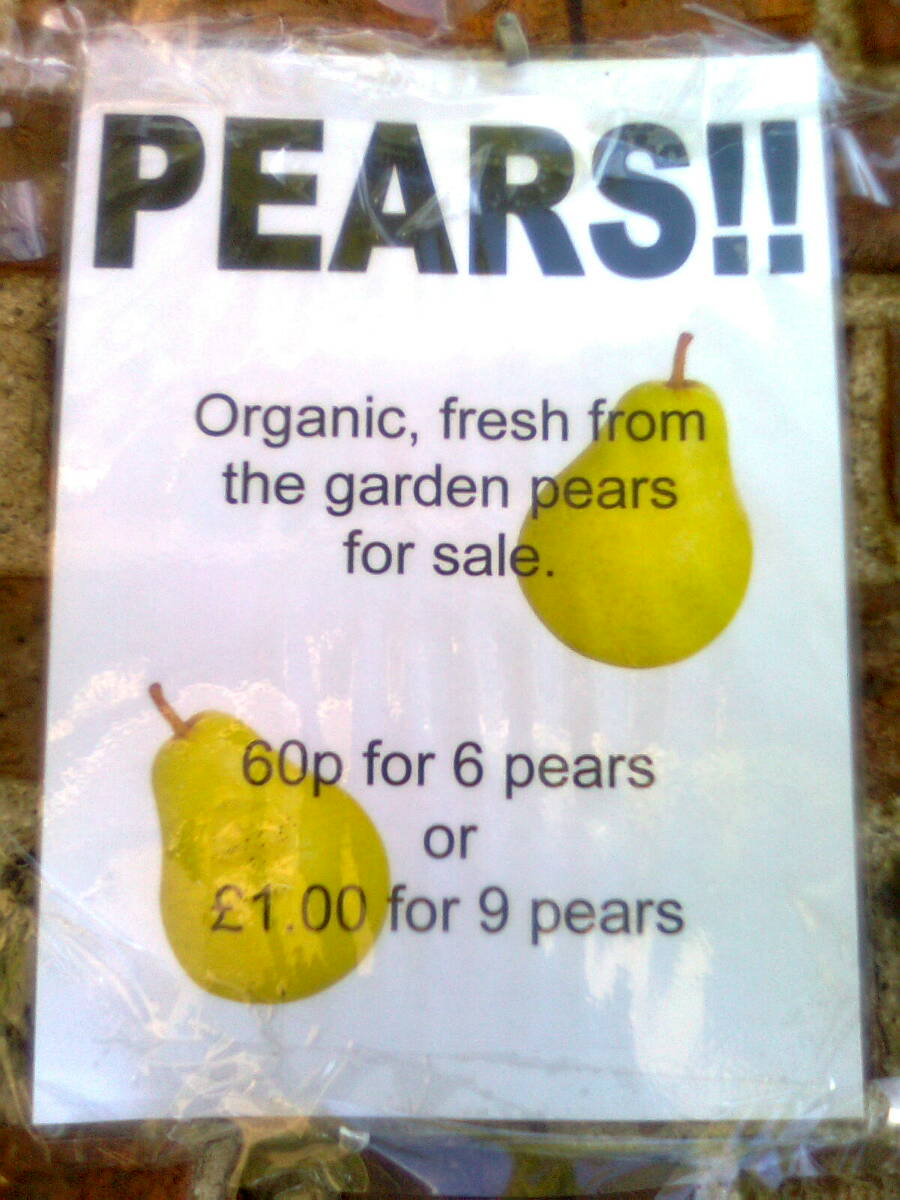 PEARS!!
Organic, fresh from
the garden pears
for sale.
60p for 6 pears
or
£1.00 for 9 pears